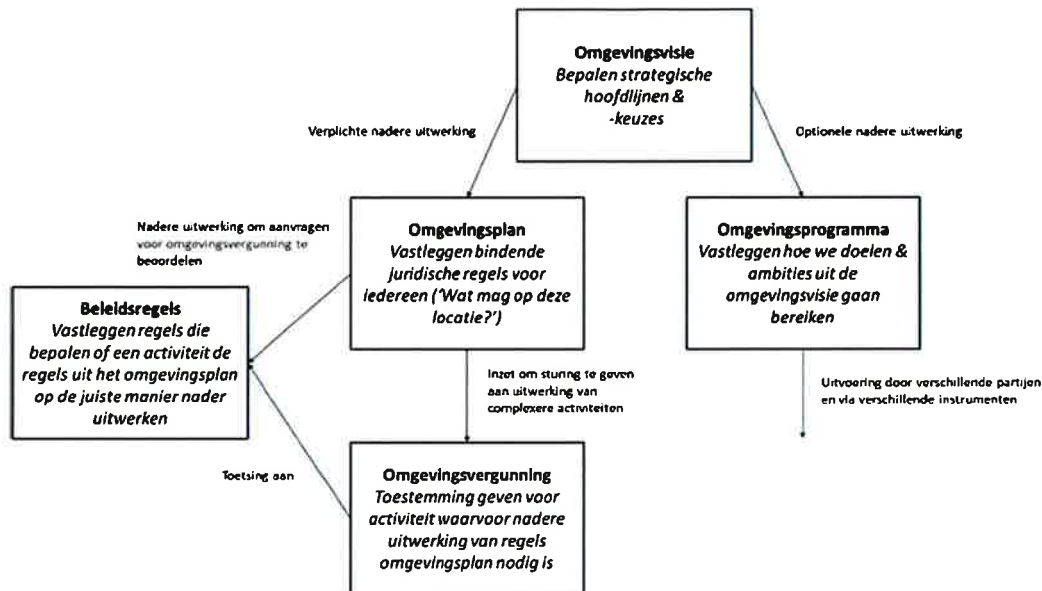 Omgevingsvisie
Bepalen strategische
hoofdlijnen &
-keuzes
Verplichte nadere uitwerking
Optionele nadere uitwerking
Nadere uitwerking om aanvragen
voor omgevingsvergunning te
beoordelen
Omgevingsplan
Vastleggen bindende
juridische regels voor
iedereen ('Wat mag op deze
locatie?')
Omgevingsprogramma
Vastleggen hoe we doelen &
ambities uit de
omgevingsvisie gaan
bereiken
Beleidsregels
Vastleggen regels die
bepalen of een activiteit de
regels uit het omgevingsplan
op de juiste manier nader
uitwerken
Inzet om sturing te geven
aan uitwerking van
complexere activiteiten
Uitvoering door verschillende partijen
en via verschillende instrumenten
Toetsing aan
Omgevingsvergunning
Toestemming geven voor
activiteit waarvoor nadere
uitwerking van regels
omgevingsplan nodig is